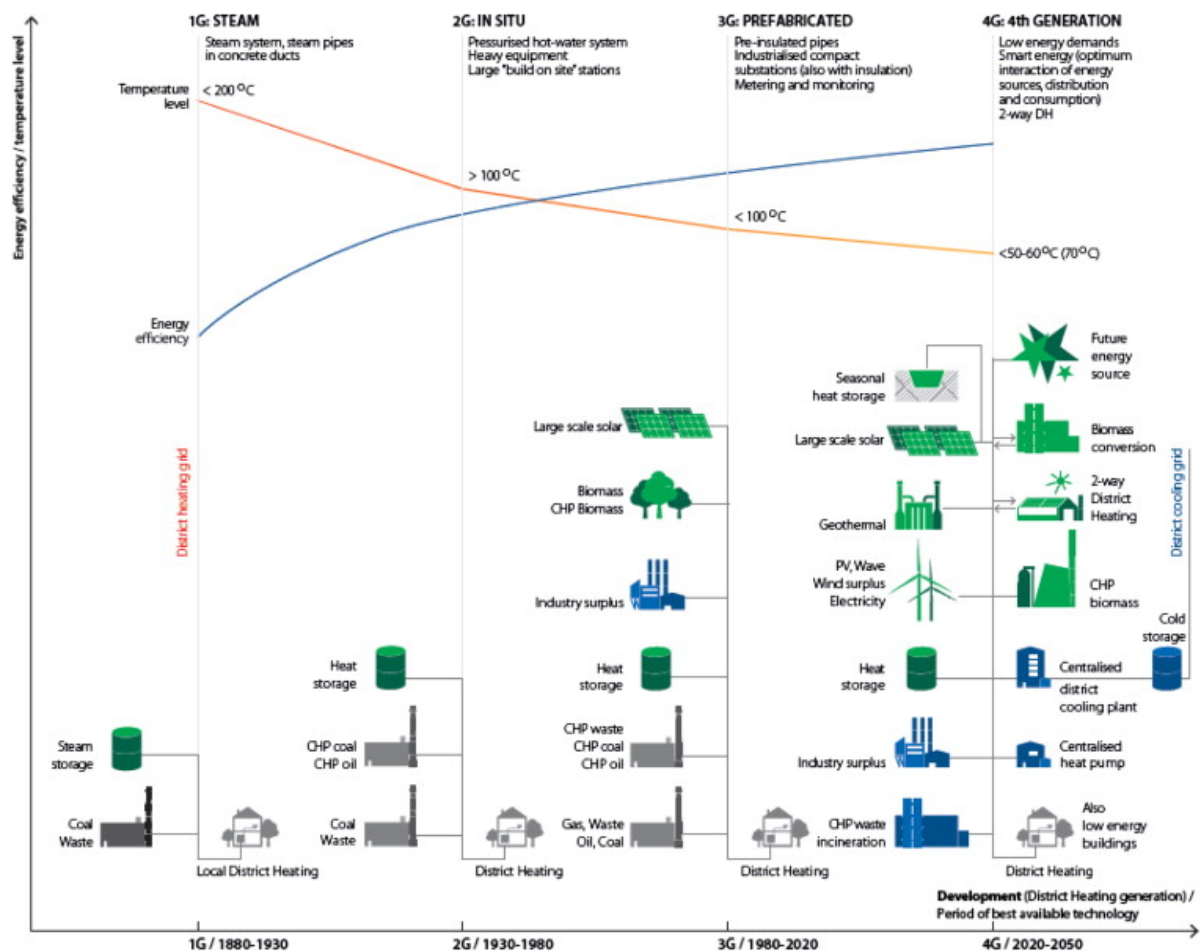 1G: STEAM
Steam system, steam pipes
in concrete ducts
2G: IN SITU
Pressurised hot-water system
Heavy equipment
Large "build on site" stations
3G: PREFABRICATED
Pre-insulated pipes
Industrialised compact
substations (also with insulation)
Metering and monitoring
4G: 4th GENERATION
Low energy demands
Smart energy (optimum
interaction of energy
sources, distribution
and consumption)
2-way DH
Energy efficiency / temperature level
Temperature
level
< 200 °C
> 100 °C
< 100 °C
<50-60°C (70°C)
Energy
efficiency
District heating grid
Steam
storage
Coal
Waste
Local District Heating
Heat
storage
CHP coal
CHP oil
Coal
Waste
District Heating
Large scale solar
Biomass
CHP Biomass
Industry surplus
Heat
storage
CHP waste
CHP coal
CHP oil
Gas, Waste
Oil, Coal
District Heating
Seasonal
heat storage
Large scale solar
Geothermal
PV, Wave
Wind surplus
Electricity
Heat
storage
Industry surplus
CHP waste
incineration
Future
energy
source
Biomass
conversion
2-way
District
Heating
CHP
biomass
Centralised
district
cooling plant
Centralised
heat pump
Also
low energy
buildings
District Heating
District cooling grid
Cold
storage
Development (District Heating generation) /
Period of best available technology
1G / 1880-1930
2G / 1930-1980
3G / 1980-2020
4G / 2020-2050